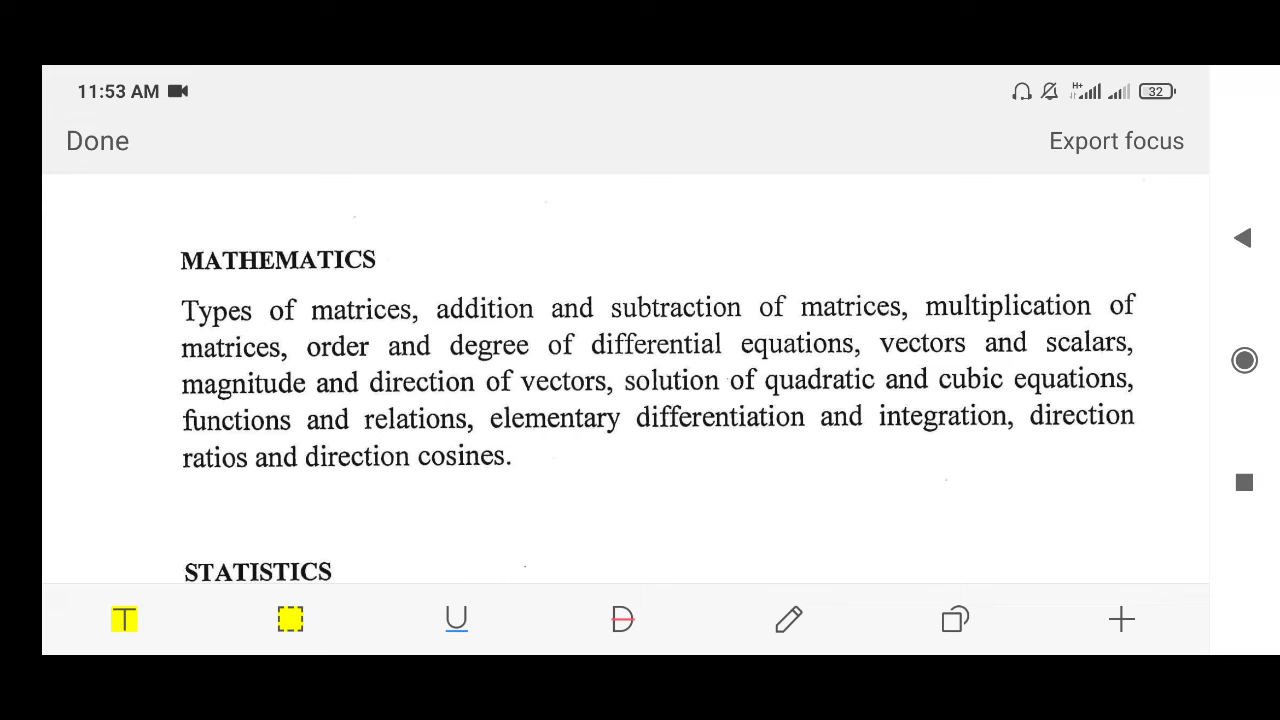 11:53 AM
H+
32
Done
Export focus
MATHEMATICS
Types of matrices, addition and subtraction of matrices, multiplication of
matrices, order and degree of differential equations, vectors and scalars,
magnitude and direction of vectors, solution of quadratic and cubic equations,
functions and relations, elementary differentiation and integration, direction
ratios and direction cosines.
STATISTICS
T
U
D